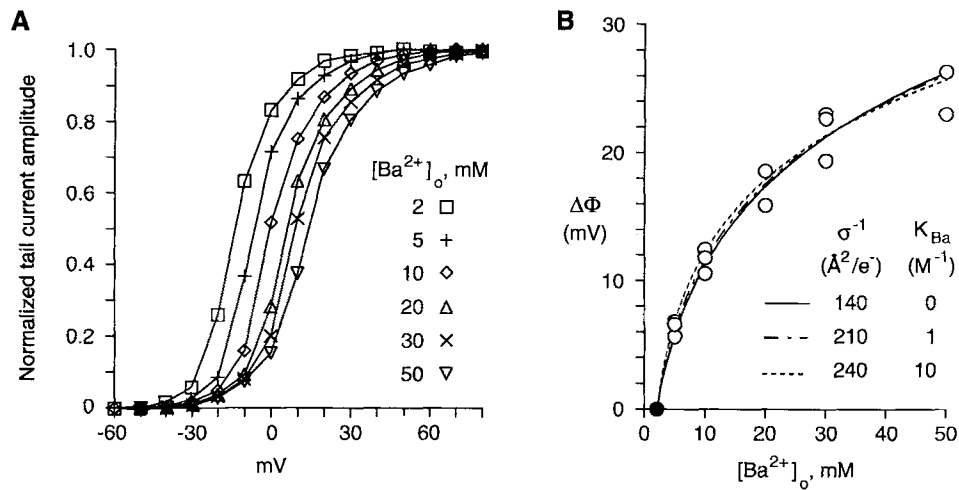 A
Normalized tail current amplitude
1.0
0.8
0.6
0.4
0.2
0
-60
-30
0
30
60
mV
[Ba²⁺]ₒ, mM
2
5
10
20
30
50
B
30
20
10
0
ΔΦ
(mV)
σ⁻¹ K_Ba
(Å²/e⁻) (M⁻¹)
140 0
210 1
240 10
0 10 20 30 40 50
[Ba²⁺]ₒ, mM